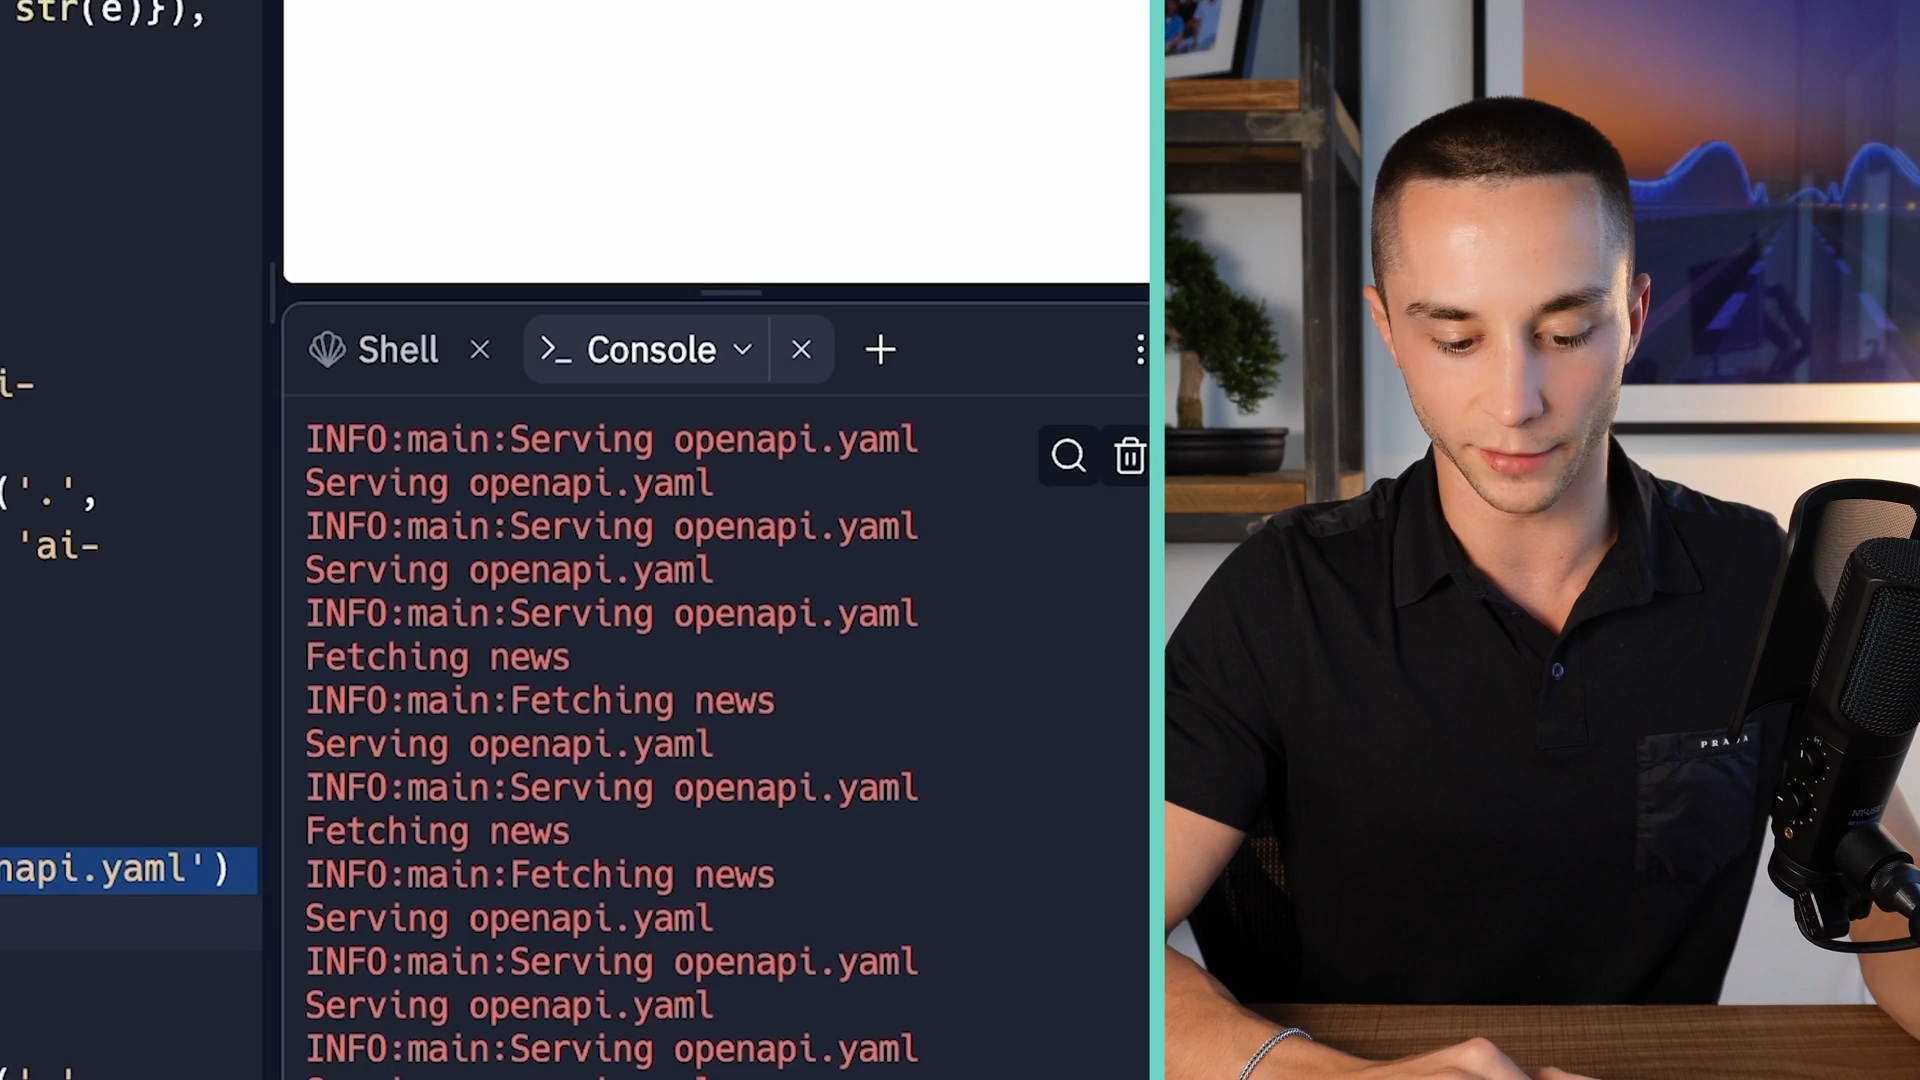 str(e)}),
i-
('.',
'ai-
napi.yaml')
Shell
>_ Console
INFO:main:Serving openapi.yaml
Serving openapi.yaml
INFO:main:Serving openapi.yaml
Serving openapi.yaml
INFO:main:Serving openapi.yaml
Fetching news
INFO:main:Fetching news
Serving openapi.yaml
INFO:main:Serving openapi.yaml
Fetching news
INFO:main:Fetching news
Serving openapi.yaml
INFO:main:Serving openapi.yaml
Serving openapi.yaml
INFO:main:Serving openapi.yaml
PRADA